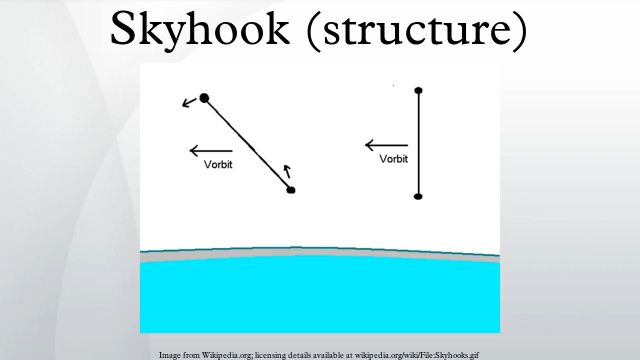 Skyhook (structure)
Vorbit
Vorbit
Image from Wikipedia.org; licensing details available at wikipedia.org/wiki/File:Skyhooks.gif